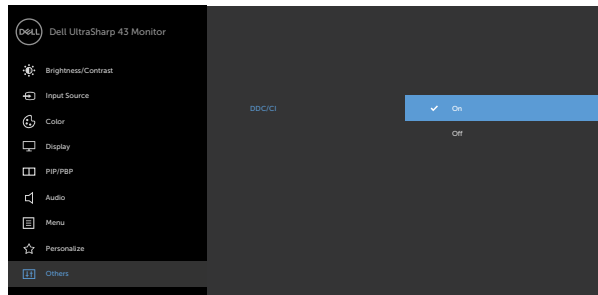 DELL Dell UltraSharp 43 Monitor
Brightness/Contrast
Input Source
Color
Display
PIP/PBP
Audio
Menu
Personalize
Others
DDC/CI
On
Off